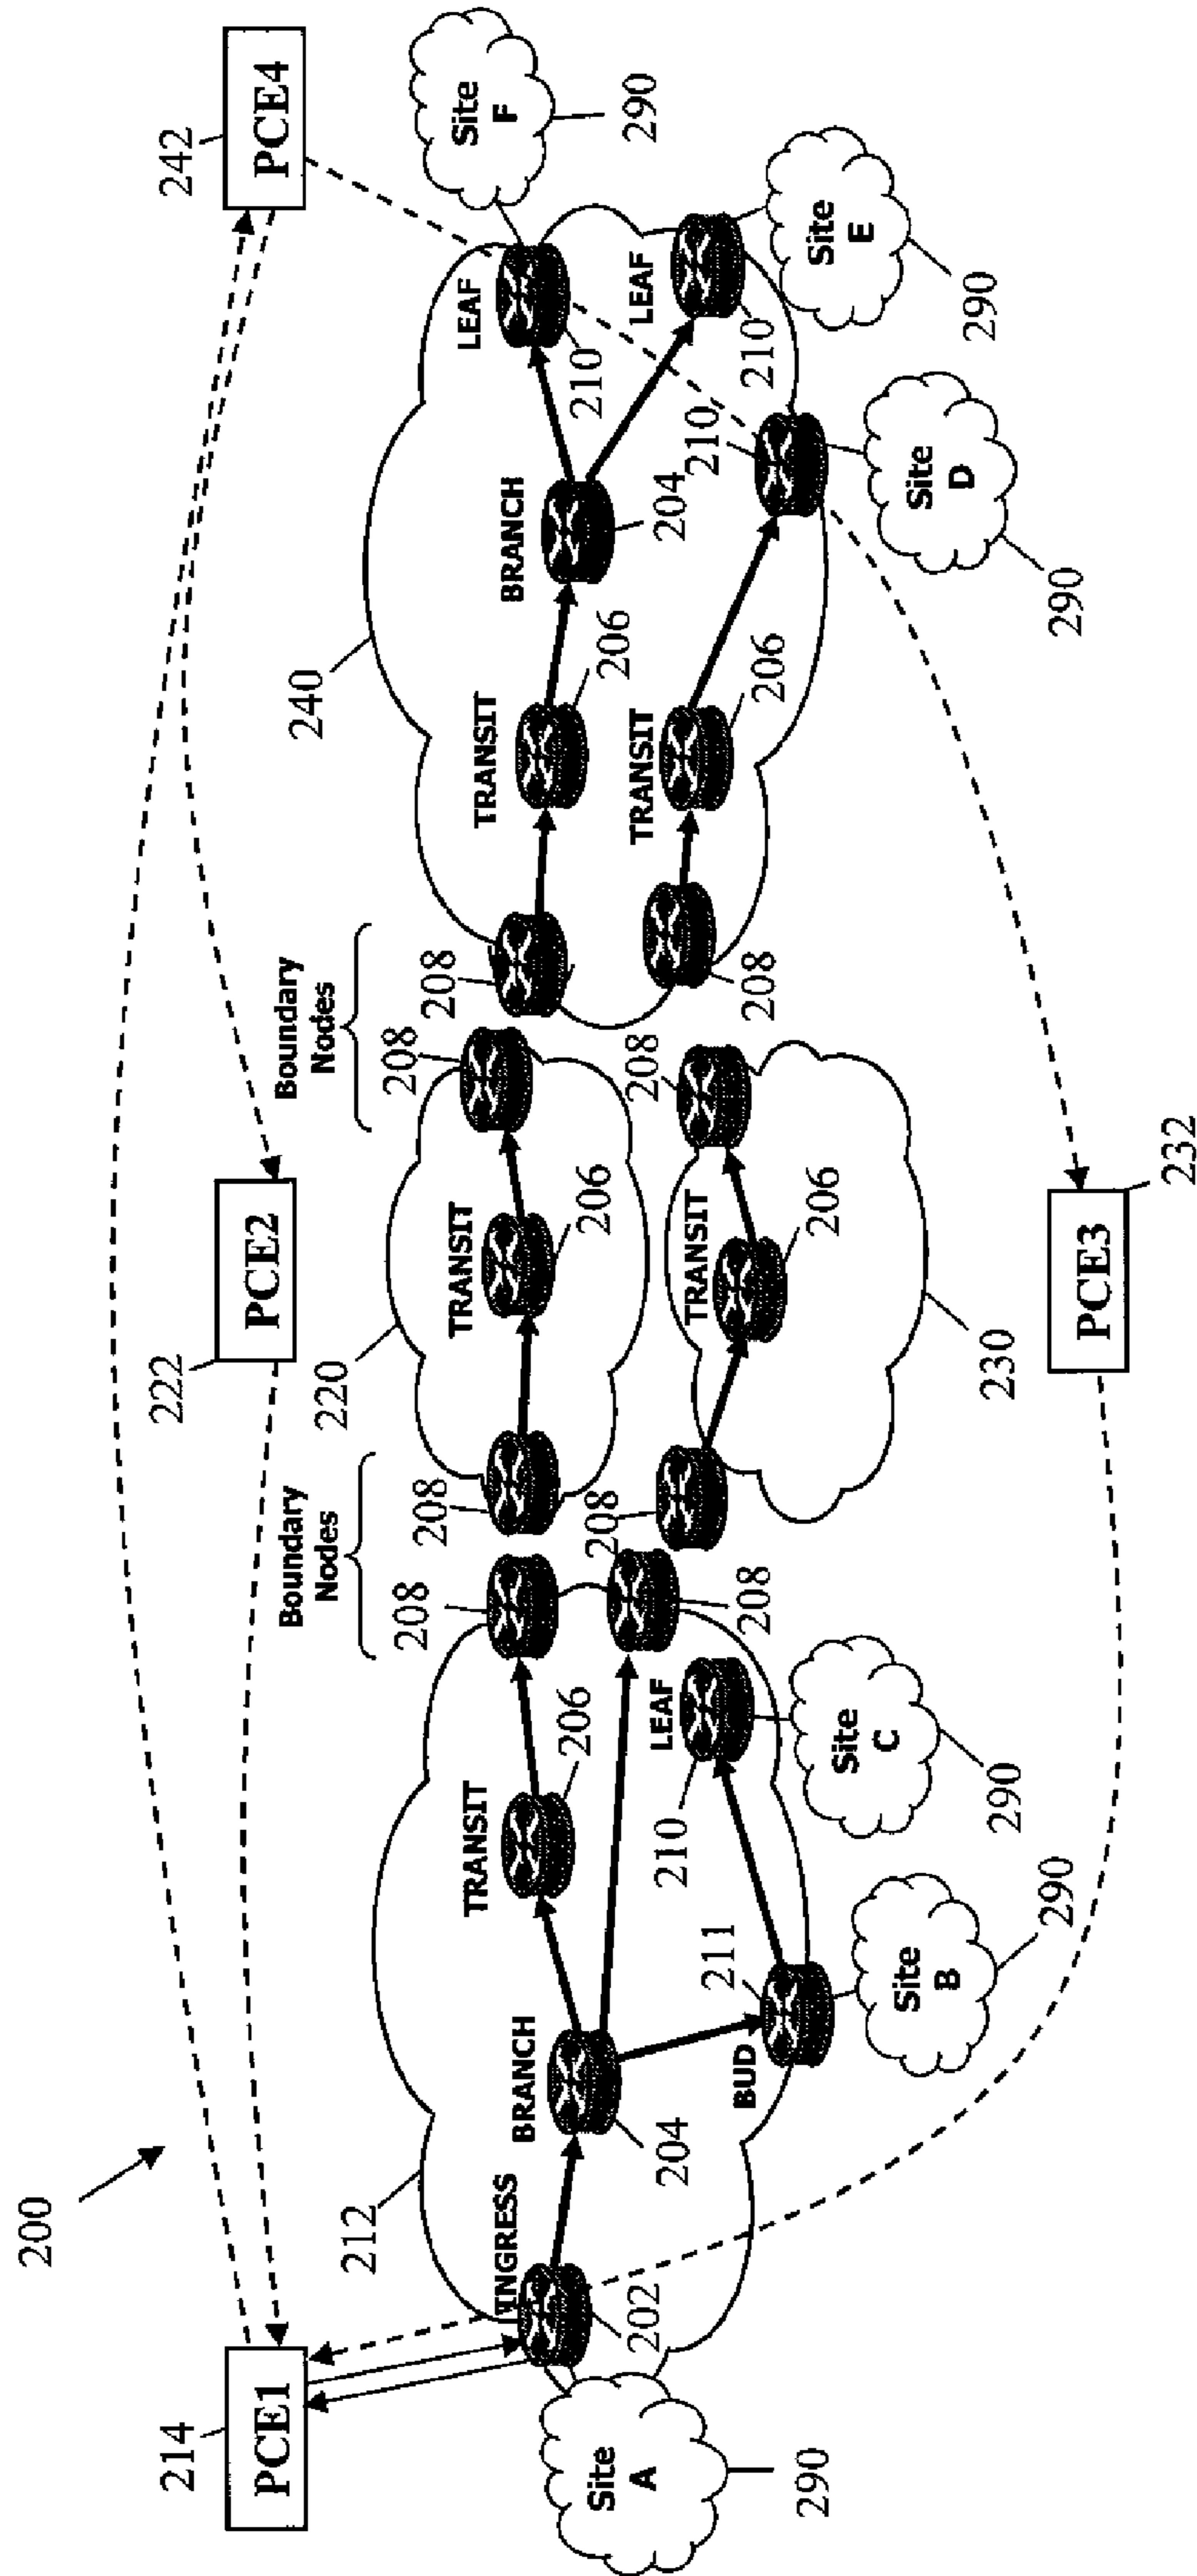 200
214
PCE1
222
PCE2
242
PCE4
212
INGRESS
202
BRANCH
204
TRANSIT
206
208
Boundary
Nodes
208
208
208
BUD
211
LEAF
210
Site
A
290
Site
B
290
Site
C
290
220
TRANSIT
206
208
Boundary
Nodes
208
208
TRANSIT
206
230
208
240
TRANSIT
206
BRANCH
204
LEAF
210
LEAF
210
TRANSIT
206
210
Site
F
290
Site
E
290
Site
D
290
PCE3
232